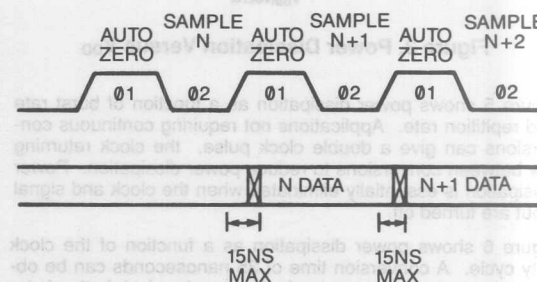 SAMPLE SAMPLE SAMPLE
AUTO N AUTO N+1 AUTO N+2
ZERO ZERO ZERO
Ø1 Ø2 Ø1 Ø2 Ø1 Ø2
N DATA N+1 DATA
15NS 15NS
MAX MAX